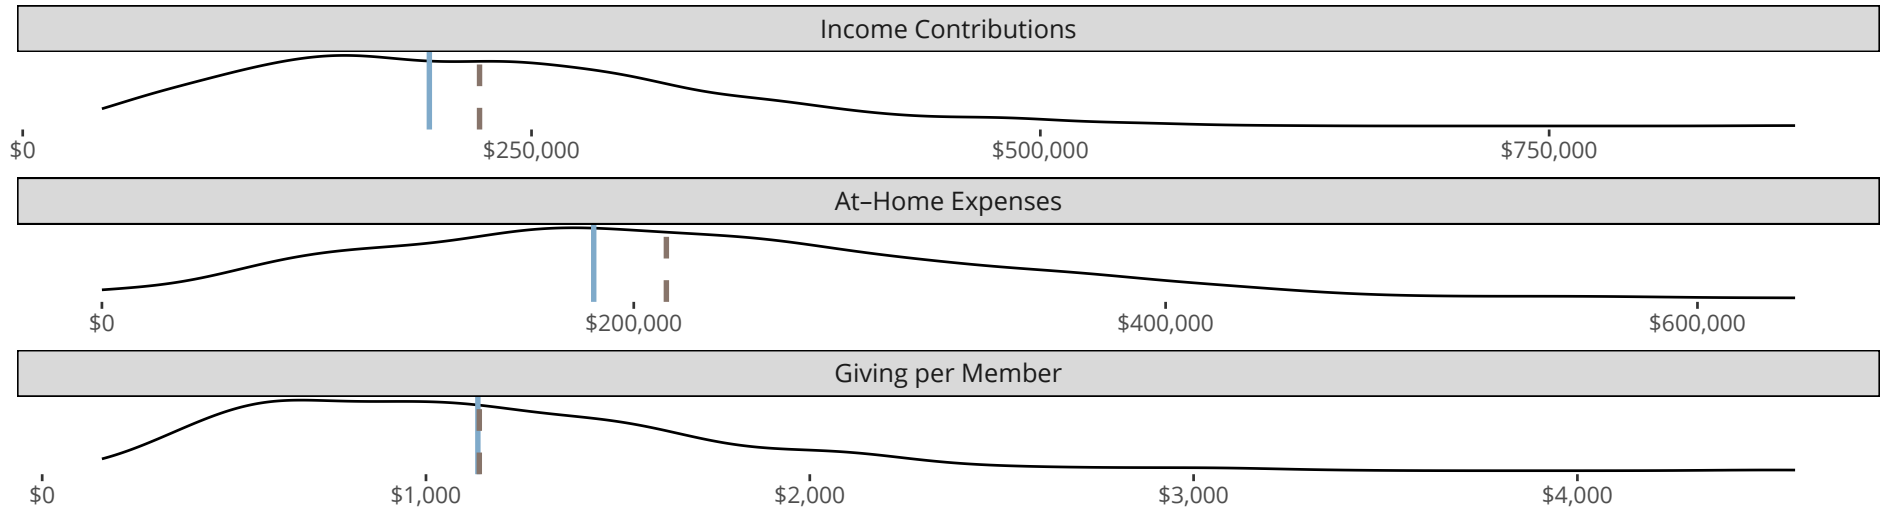 Income Contributions
$0 $250,000 $500,000 $750,000
At–Home Expenses
$0 $200,000 $400,000 $600,000
Giving per Member
$0 $1,000 $2,000 $3,000 $4,000